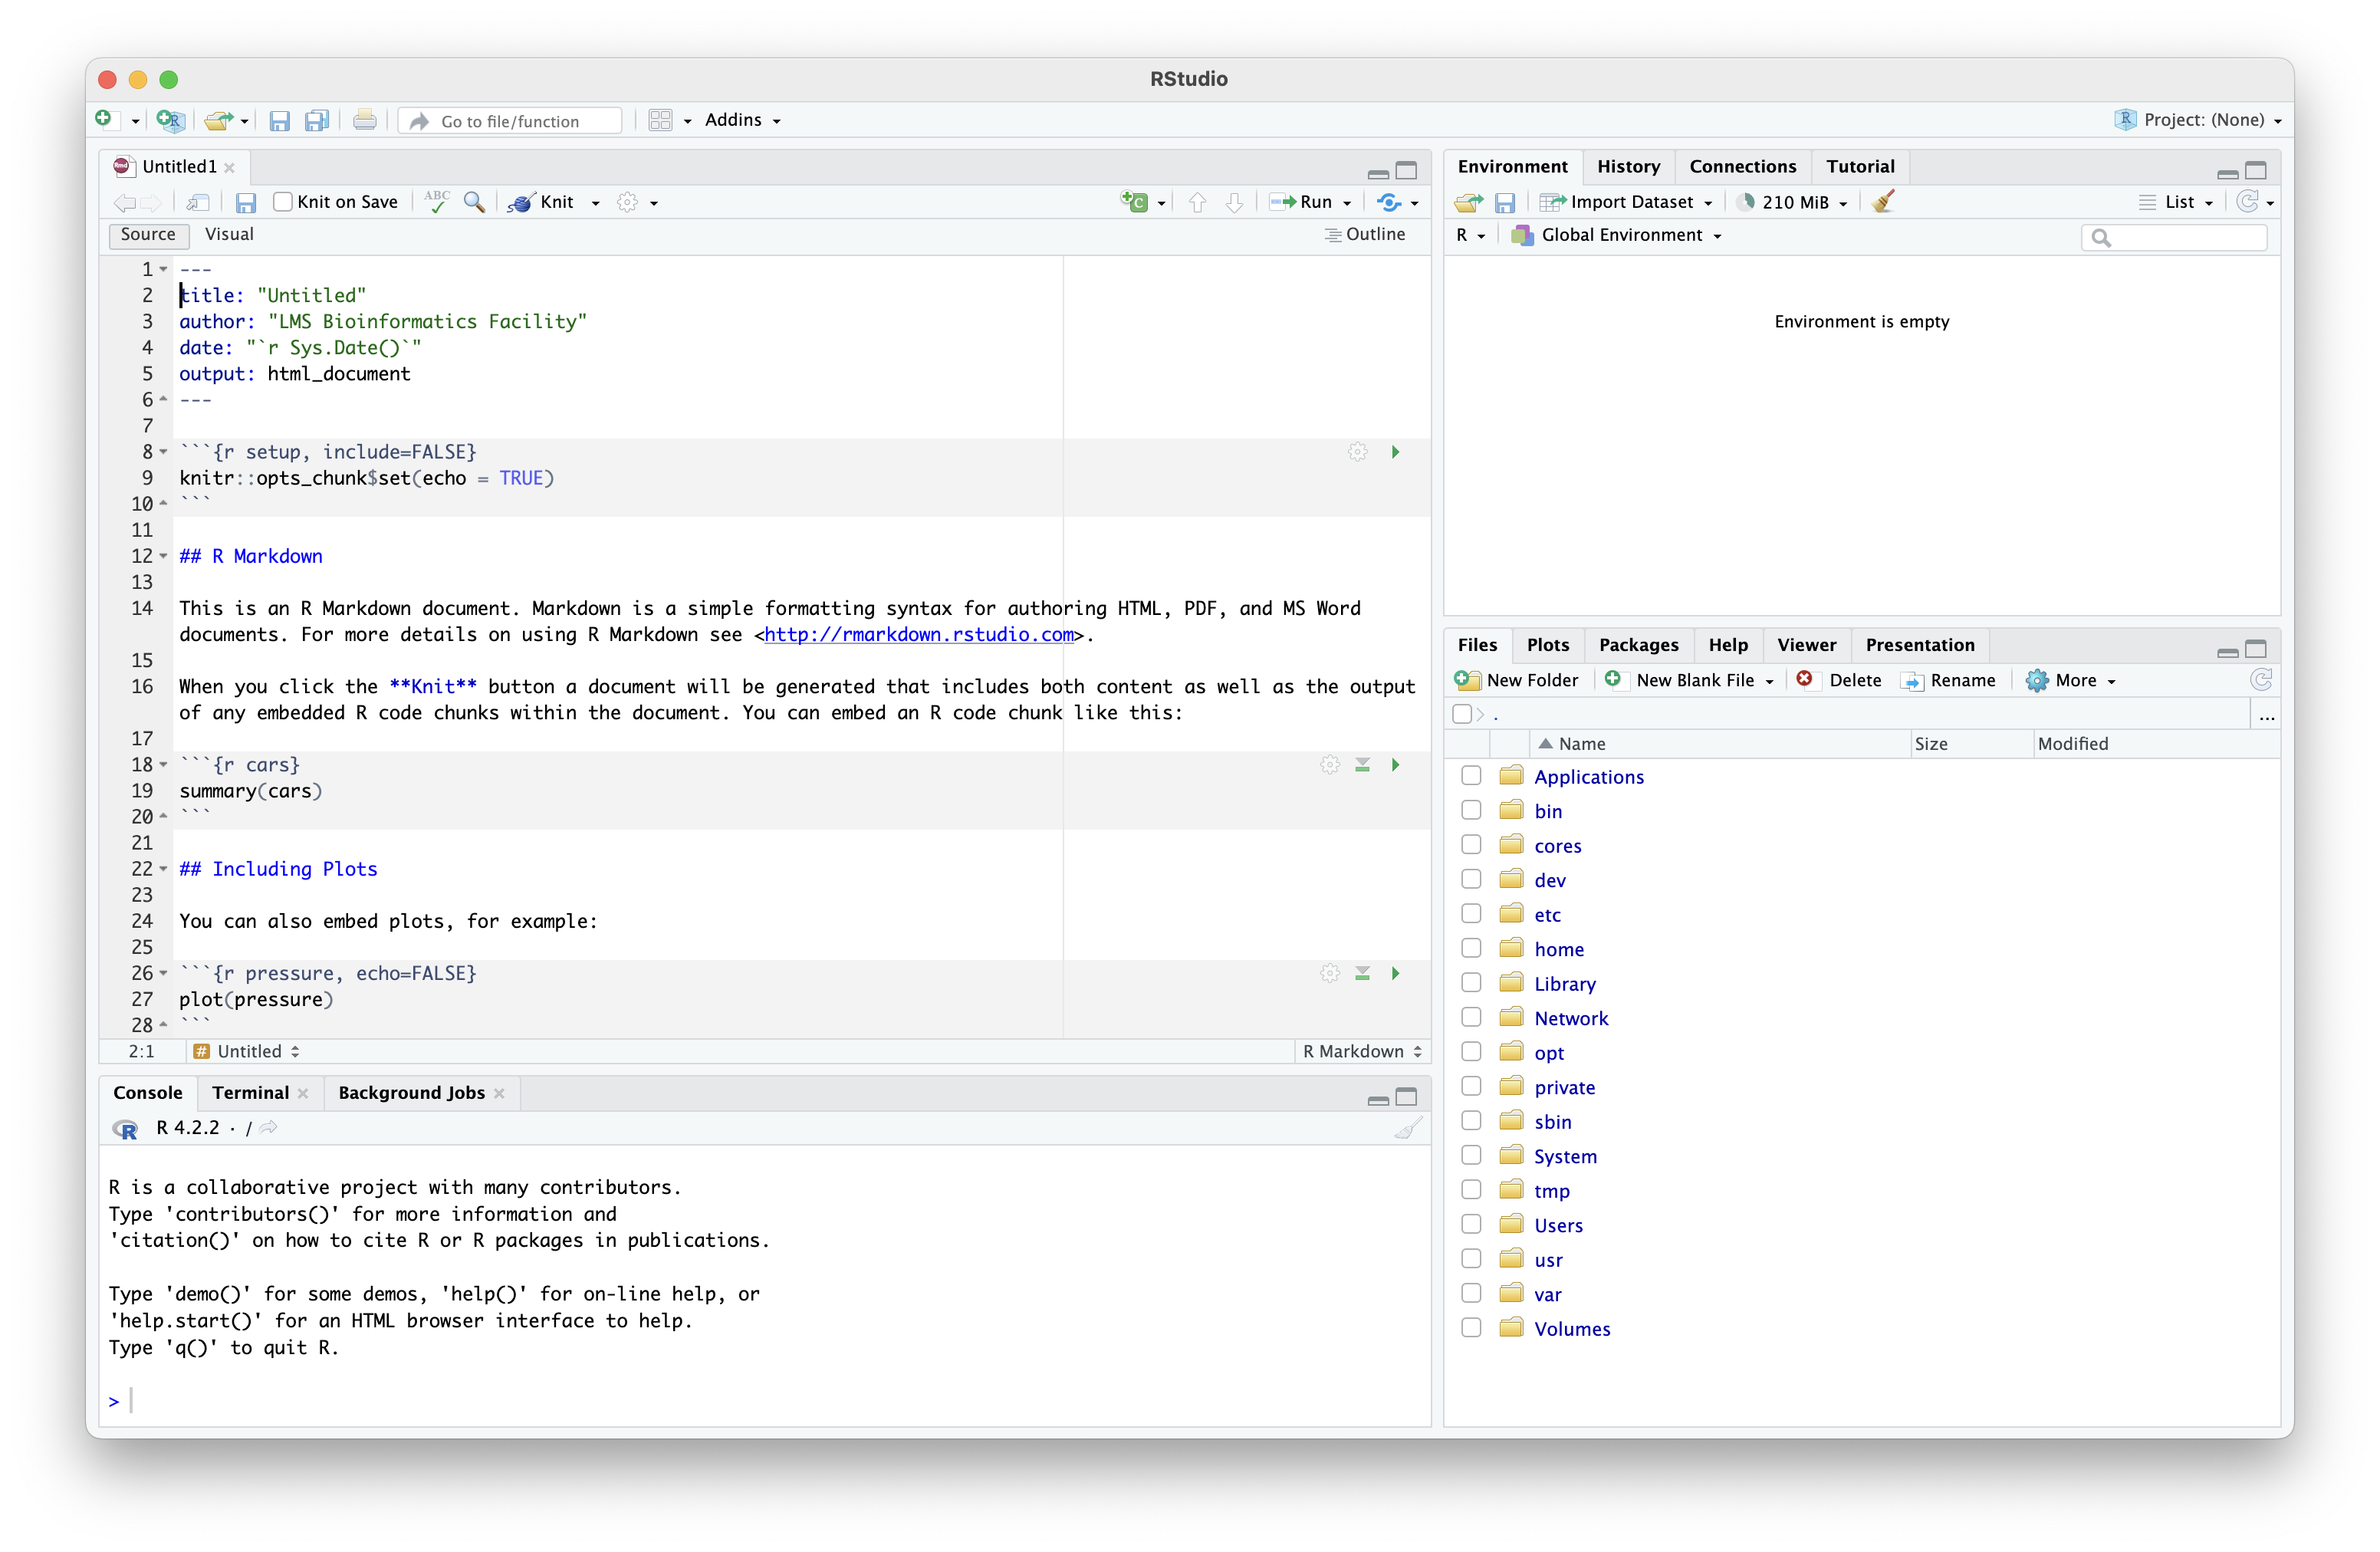 RStudio
Go to file/function
Addins
Project: (None)
Untitled1
Knit on Save
ABC
Knit
Run
Source
Visual
Outline
1 ---
2 title: "Untitled"
3 author: "LMS Bioinformatics Facility"
4 date: "`r Sys.Date()`"
5 output: html_document
6 ---
7
8 ```{r setup, include=FALSE}
9 knitr::opts_chunk$set(echo = TRUE)
10 ```
11
12 ## R Markdown
13
14 This is an R Markdown document. Markdown is a simple formatting syntax for authoring HTML, PDF, and MS Word
documents. For more details on using R Markdown see <http://rmarkdown.rstudio.com>.
15
16 When you click the **Knit** button a document will be generated that includes both content as well as the output
of any embedded R code chunks within the document. You can embed an R code chunk like this:
17
18 ```{r cars}
19 summary(cars)
20 ```
21
22 ## Including Plots
23
24 You can also embed plots, for example:
25
26 ```{r pressure, echo=FALSE}
27 plot(pressure)
28 ```
2:1
# Untitled
R Markdown
Console
Terminal
Background Jobs
R 4.2.2 · /
R is a collaborative project with many contributors.
Type 'contributors()' for more information and
'citation()' on how to cite R or R packages in publications.
Type 'demo()' for some demos, 'help()' for on-line help, or
'help.start()' for an HTML browser interface to help.
Type 'q()' to quit R.
>
Environment
History
Connections
Tutorial
Import Dataset
210 MiB
List
R
Global Environment
Environment is empty
Files
Plots
Packages
Help
Viewer
Presentation
New Folder
New Blank File
Delete
Rename
More
.
...
Name
Size
Modified
Applications
bin
cores
dev
etc
home
Library
Network
opt
private
sbin
System
tmp
Users
usr
var
Volumes